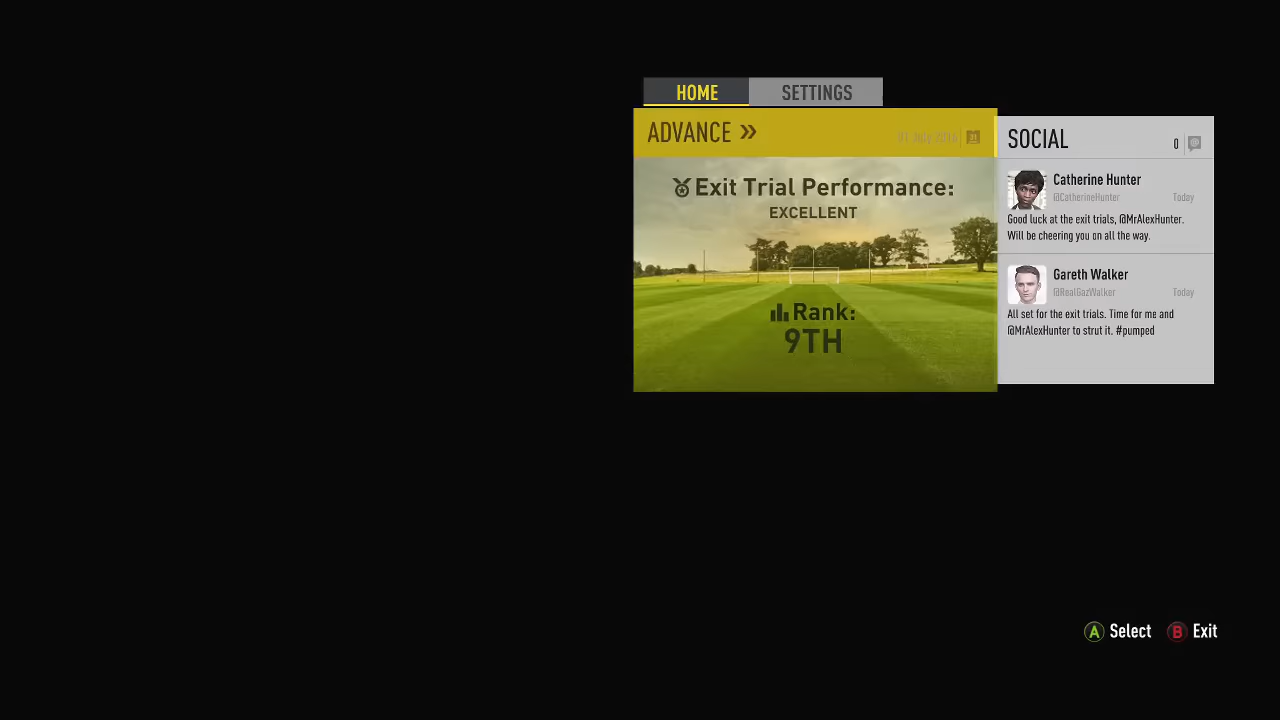 HOME
SETTINGS
ADVANCE »
SOCIAL
0
Exit Trial Performance:
EXCELLENT
Rank:
9TH
Catherine Hunter
@CatherineHunter
Today
Good luck at the exit trials, @MrAlexHunter.
Will be cheering you on all the way.
Gareth Walker
@RealGazWalker
Today
All set for the exit trials. Time for me and
@MrAlexHunter to strut it. #pumped
A Select
B Exit